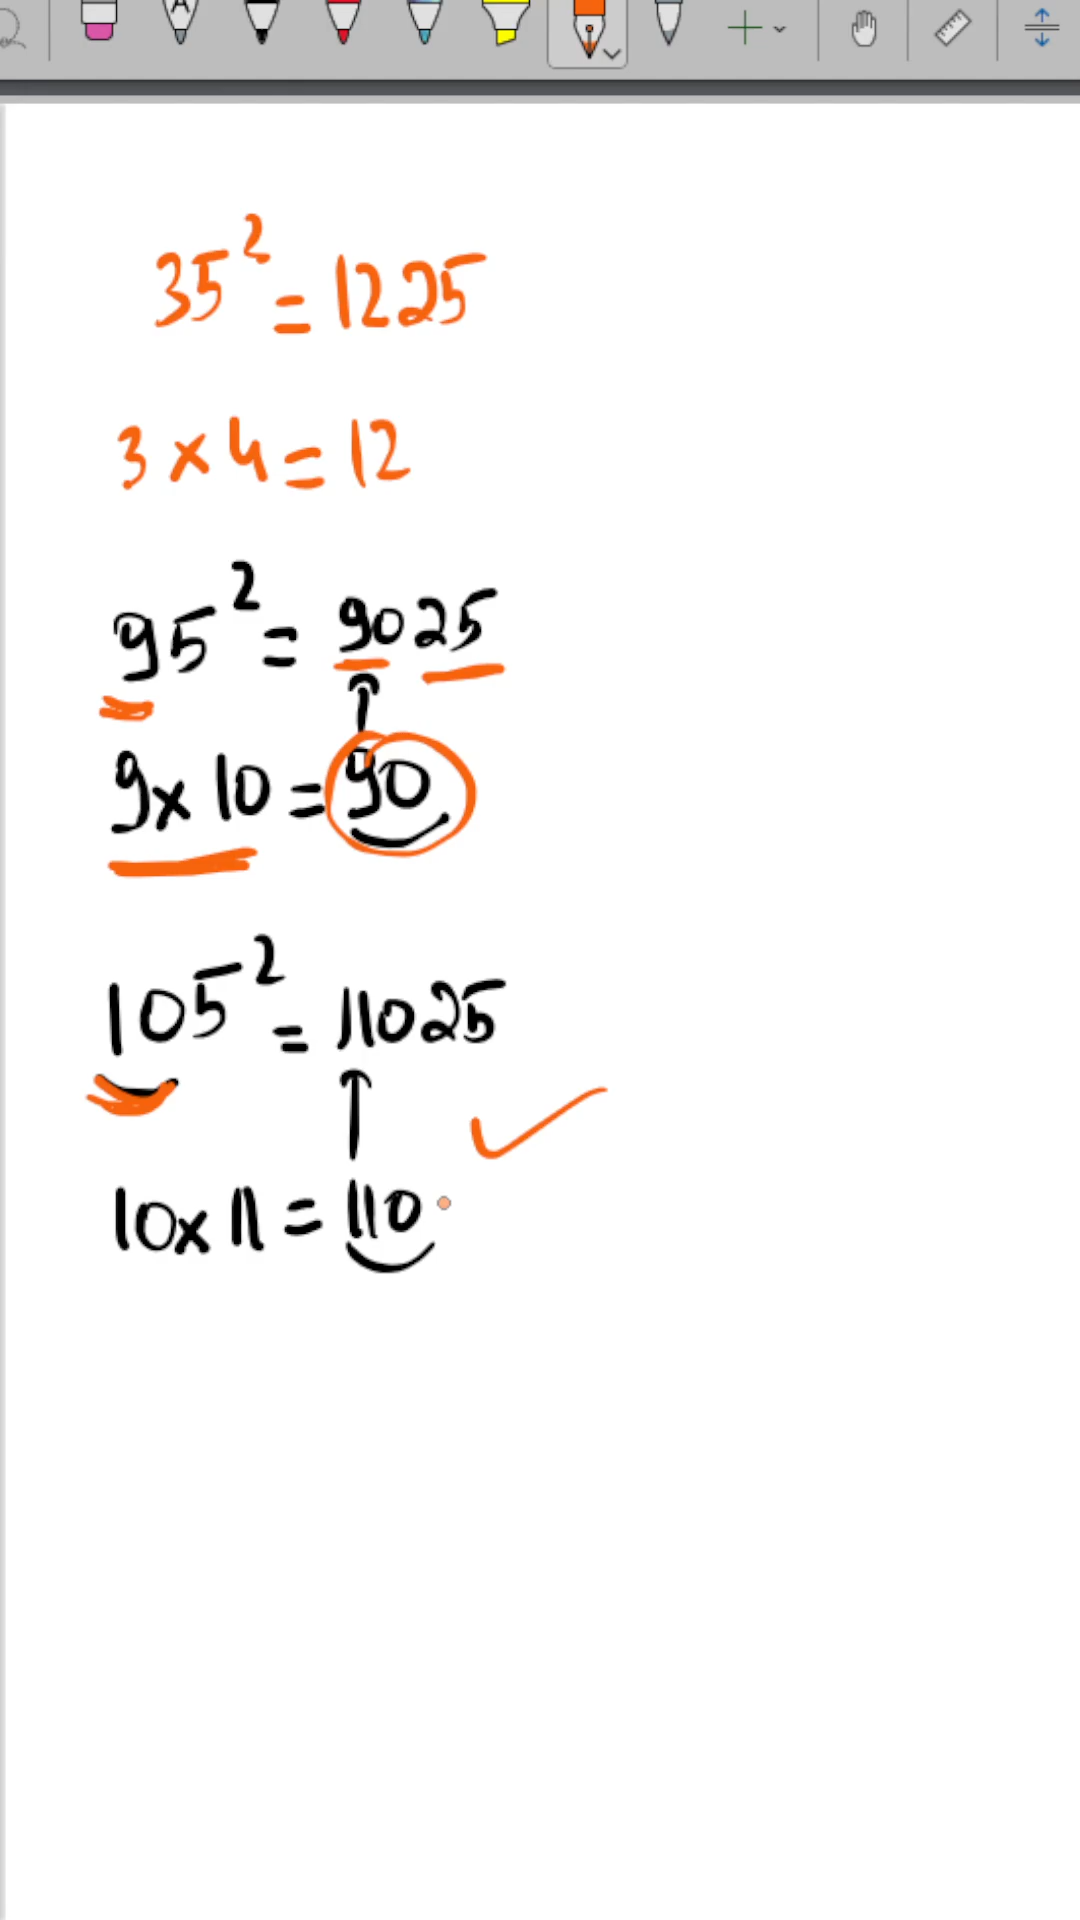 35² = 1225
3 × 4 = 12
95² = 9025
9 × 10 = 90
105² = 11025
10 × 11 = 110